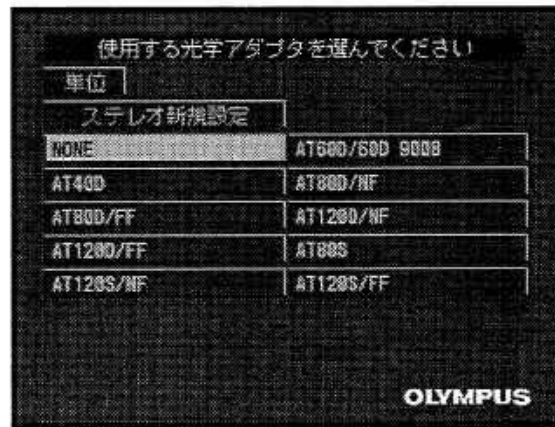 使用する光学アダプタを選んでください
単位
ステレオ新規設定
NONE
AT60D/60D 900B
AT40D
AT80D/NF
AT80D/FF
AT120D/NF
AT120D/FF
AT80S
AT120S/NF
AT120S/FF
OLYMPUS